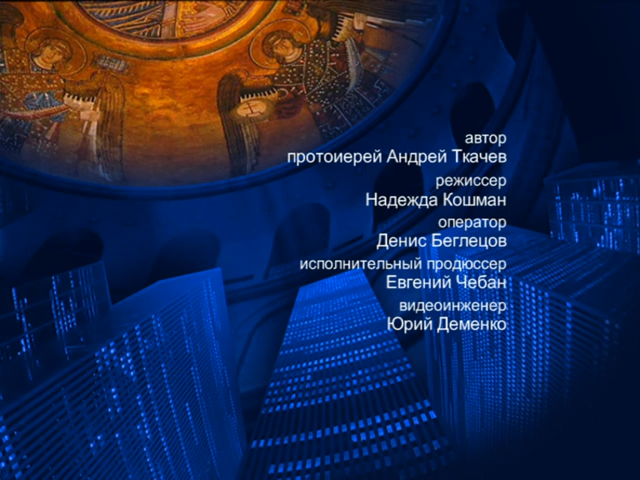 автор
протоиерей Андрей Ткачев
режиссер
Надежда Кошман
оператор
Денис Беглецов
исполнительный продюссер
Евгений Чебан
видеоинженер
Юрий Деменко